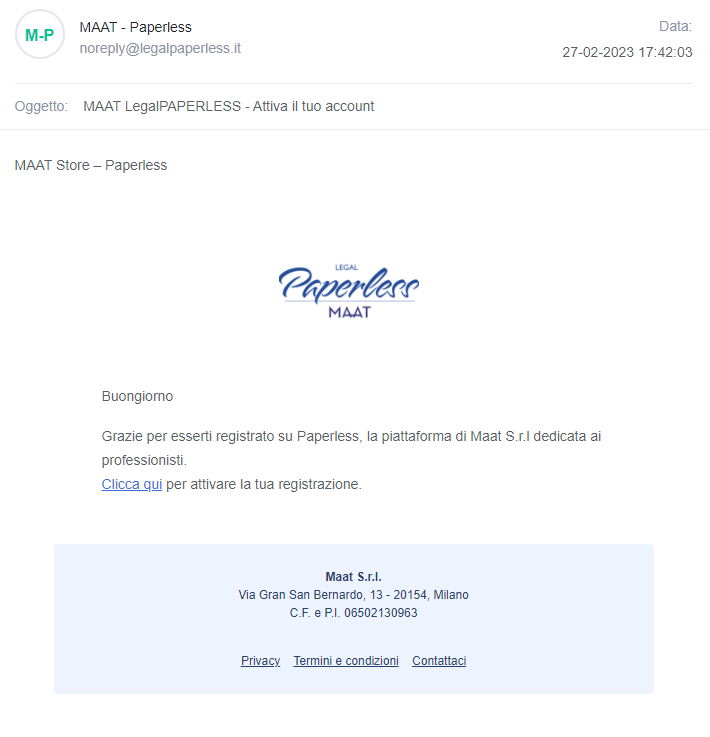 M-P
MAAT - Paperless
noreply@legalpaperless.it
Data:
27-02-2023 17:42:03
Oggetto: MAAT LegalPAPERLESS - Attiva il tuo account
MAAT Store – Paperless
LEGAL
Paperless
MAAT
Buongiorno
Grazie per esserti registrato su Paperless, la piattaforma di Maat S.r.l dedicata ai
professionisti.
Clicca qui per attivare la tua registrazione.
Maat S.r.l.
Via Gran San Bernardo, 13 - 20154, Milano
C.F. e P.I. 06502130963
Privacy Termini e condizioni Contattaci